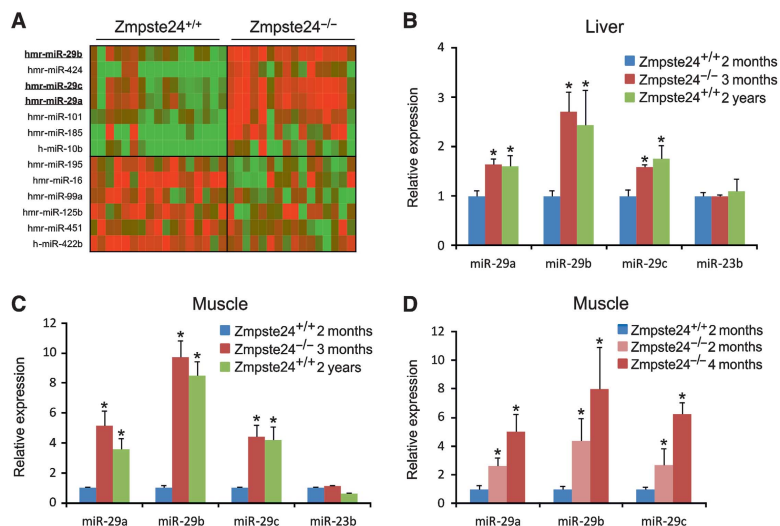 A
Zmpste24+/+
Zmpste24−/−
hmr-miR-29b
hmr-miR-424
hmr-miR-29c
hmr-miR-29a
hmr-miR-101
hmr-miR-185
h-miR-10b
hmr-miR-195
hmr-miR-16
hmr-miR-99a
hmr-miR-125b
hmr-miR-451
h-miR-422b
B
Liver
Zmpste24+/+ 2 months
Zmpste24−/− 3 months
Zmpste24+/+ 2 years
Relative expression
4
3
2
1
0
* * * * * *
miR-29a miR-29b miR-29c miR-23b
C
Muscle
Zmpste24+/+ 2 months
Zmpste24−/− 3 months
Zmpste24+/+ 2 years
Relative expression
12
10
8
6
4
2
0
* * * * * *
miR-29a miR-29b miR-29c miR-23b
D
Muscle
Zmpste24+/+ 2 months
Zmpste24−/− 2 months
Zmpste24−/− 4 months
Relative expression
12
10
8
6
4
2
0
* * * * * *
miR-29a miR-29b miR-29c